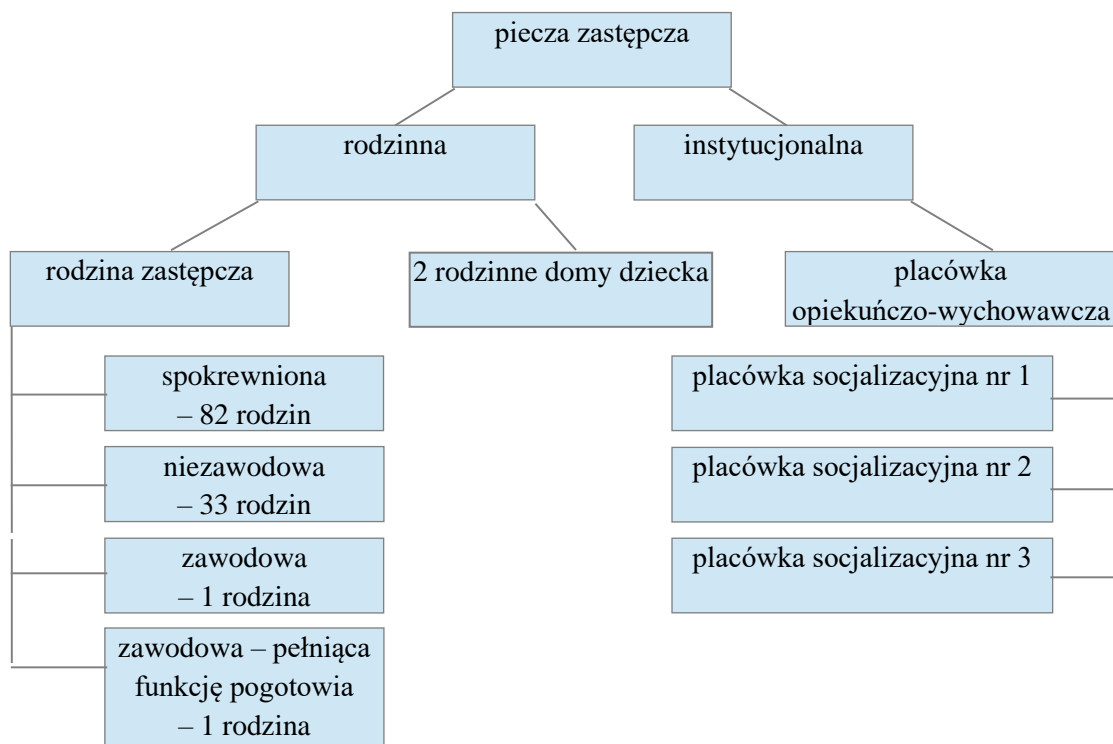 piecza zastępcza
rodzinna
instytucjonalna
rodzina zastępcza
2 rodzinne domy dziecka
placówka
opiekuńczo-wychowawcza
spokrewniona
– 82 rodzin
niezawodowa
– 33 rodzin
zawodowa
– 1 rodzina
zawodowa – pełniąca
funkcję pogotowia
– 1 rodzina
placówka socjalizacyjna nr 1
placówka socjalizacyjna nr 2
placówka socjalizacyjna nr 3